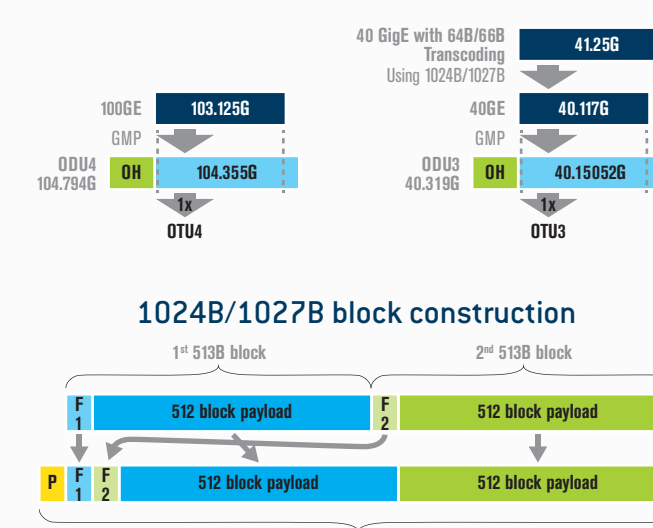 40 GigE with 64B/66B
Transcoding
Using 1024B/1027B
41.25G
100GE
103.125G
40GE
40.117G
GMP
GMP
ODU4
104.794G
OH
104.355G
ODU3
40.319G
OH
40.15052G
1x
OTU4
1x
OTU3
1024B/1027B block construction
1st 513B block
2nd 513B block
F
1
512 block payload
F
2
512 block payload
P
F
1
F
2
512 block payload
512 block payload